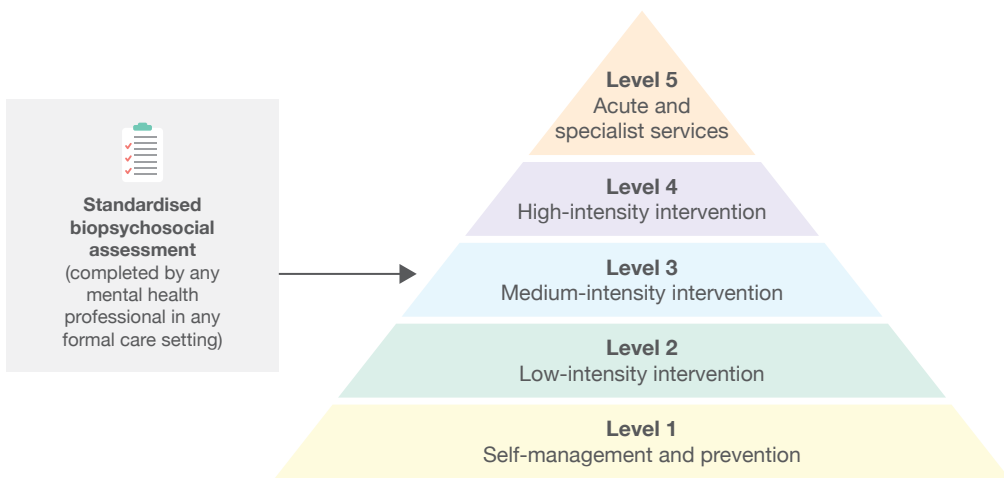 Standardised
biopsychosocial
assessment
(completed by any
mental health
professional in any
formal care setting)
Level 5
Acute and
specialist services
Level 4
High-intensity intervention
Level 3
Medium-intensity intervention
Level 2
Low-intensity intervention
Level 1
Self-management and prevention